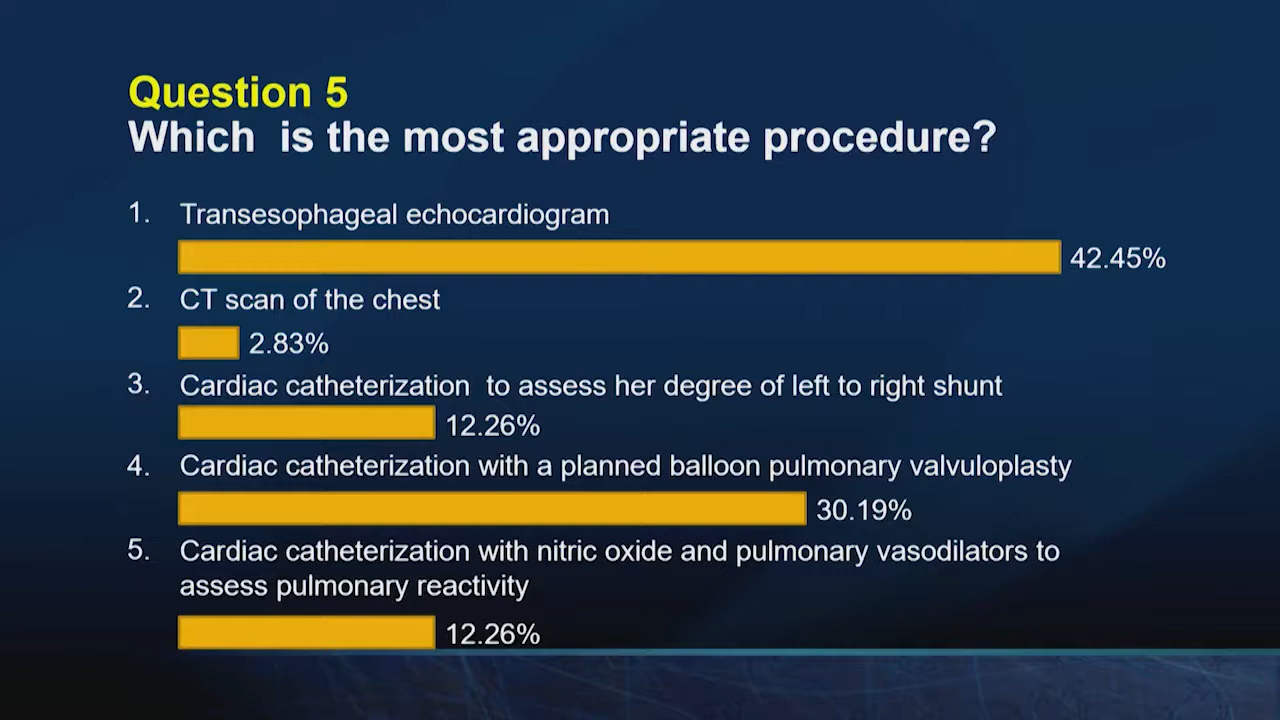 Question 5
Which is the most appropriate procedure?
1. Transesophageal echocardiogram
42.45%
2. CT scan of the chest
2.83%
3. Cardiac catheterization to assess her degree of left to right shunt
12.26%
4. Cardiac catheterization with a planned balloon pulmonary valvuloplasty
30.19%
5. Cardiac catheterization with nitric oxide and pulmonary vasodilators to
assess pulmonary reactivity
12.26%